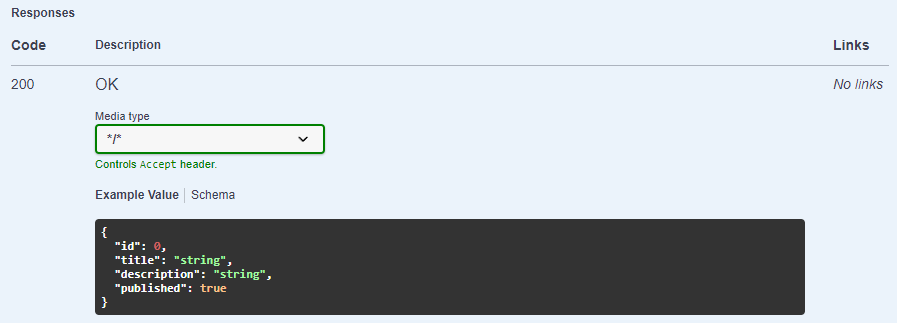 Responses
Code Description Links
200 OK No links
Media type
*/*
Controls Accept header.
Example Value Schema
{
  "id": 0,
  "title": "string",
  "description": "string",
  "published": true
}